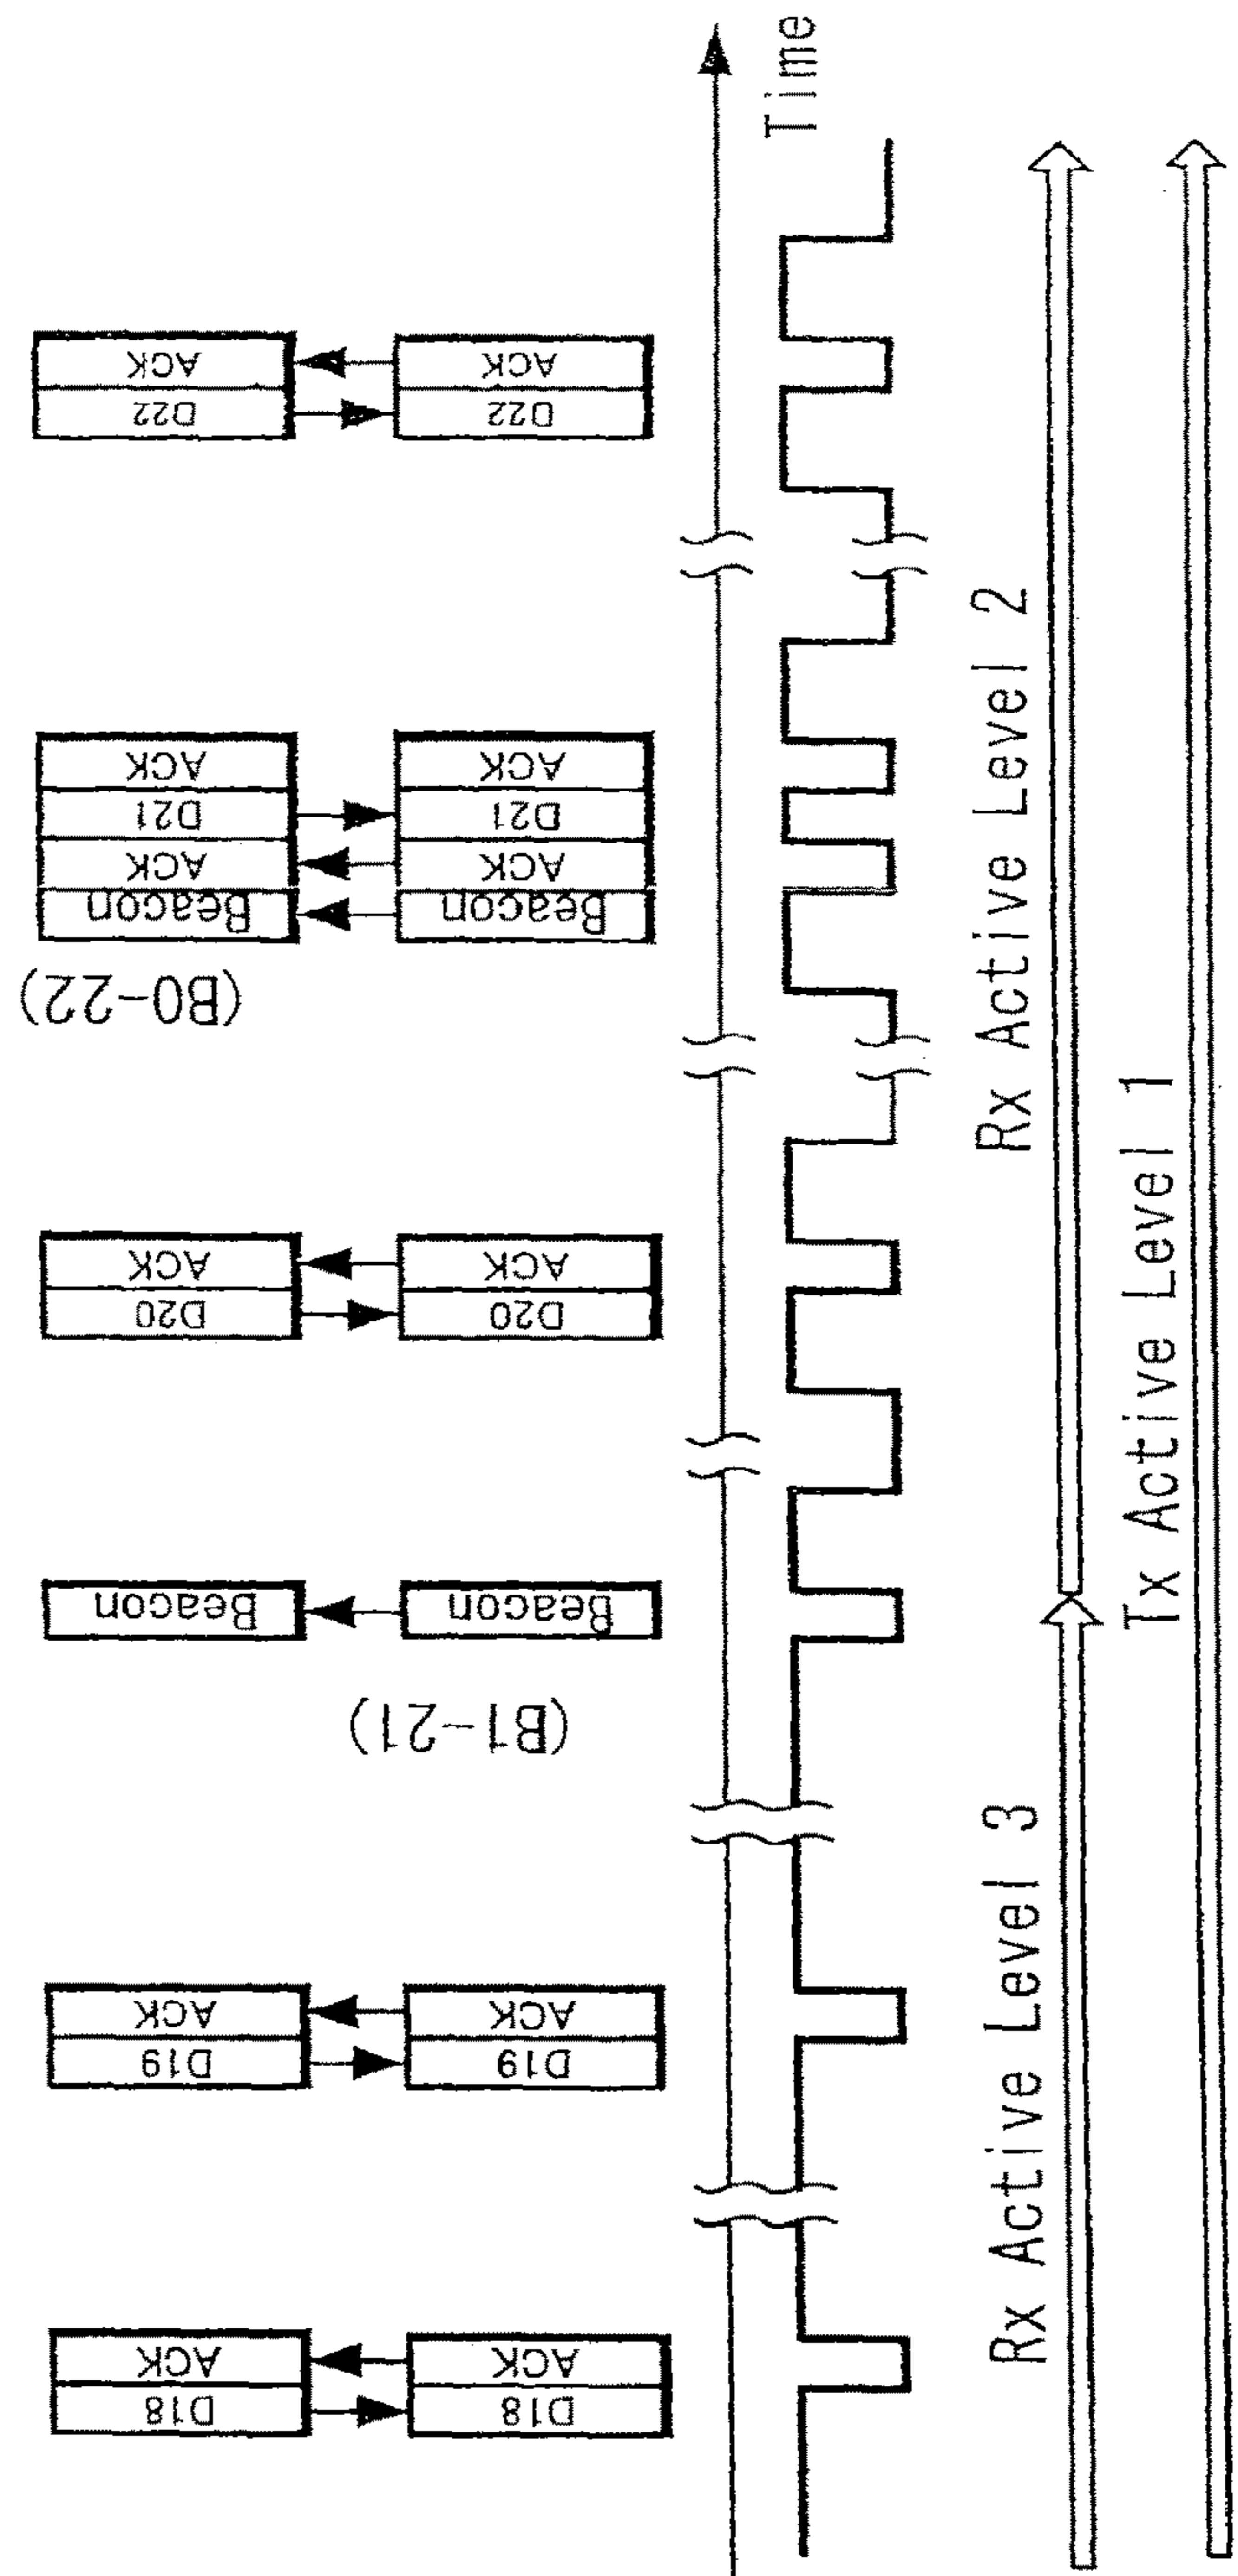 D18
ACK
D18
ACK
D19
ACK
D19
ACK
(B1-21)
Beacon
Beacon
D20
ACK
D20
ACK
(B0-22)
Beacon
ACK
D21
ACK
Beacon
ACK
D21
ACK
D22
ACK
D22
ACK
Time
Rx Active Level 3
Rx Active Level 2
Tx Active Level 1